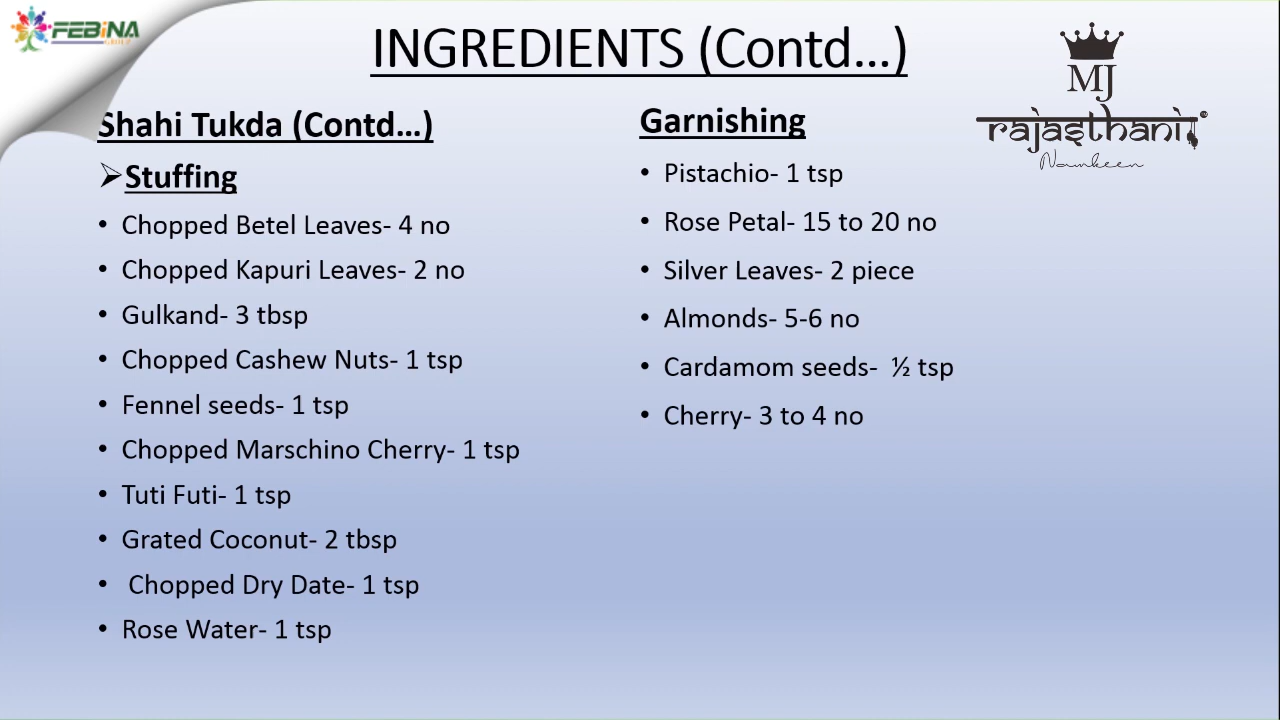 FEBiNA
GROUP
INGREDIENTS (Contd...)
MJ
rajasthani
Namkeen
Shahi Tukda (Contd...)
➢Stuffing
• Chopped Betel Leaves- 4 no
• Chopped Kapuri Leaves- 2 no
• Gulkand- 3 tbsp
• Chopped Cashew Nuts- 1 tsp
• Fennel seeds- 1 tsp
• Chopped Marschino Cherry- 1 tsp
• Tuti Futi- 1 tsp
• Grated Coconut- 2 tbsp
• Chopped Dry Date- 1 tsp
• Rose Water- 1 tsp
Garnishing
• Pistachio- 1 tsp
• Rose Petal- 15 to 20 no
• Silver Leaves- 2 piece
• Almonds- 5-6 no
• Cardamom seeds- ½ tsp
• Cherry- 3 to 4 no